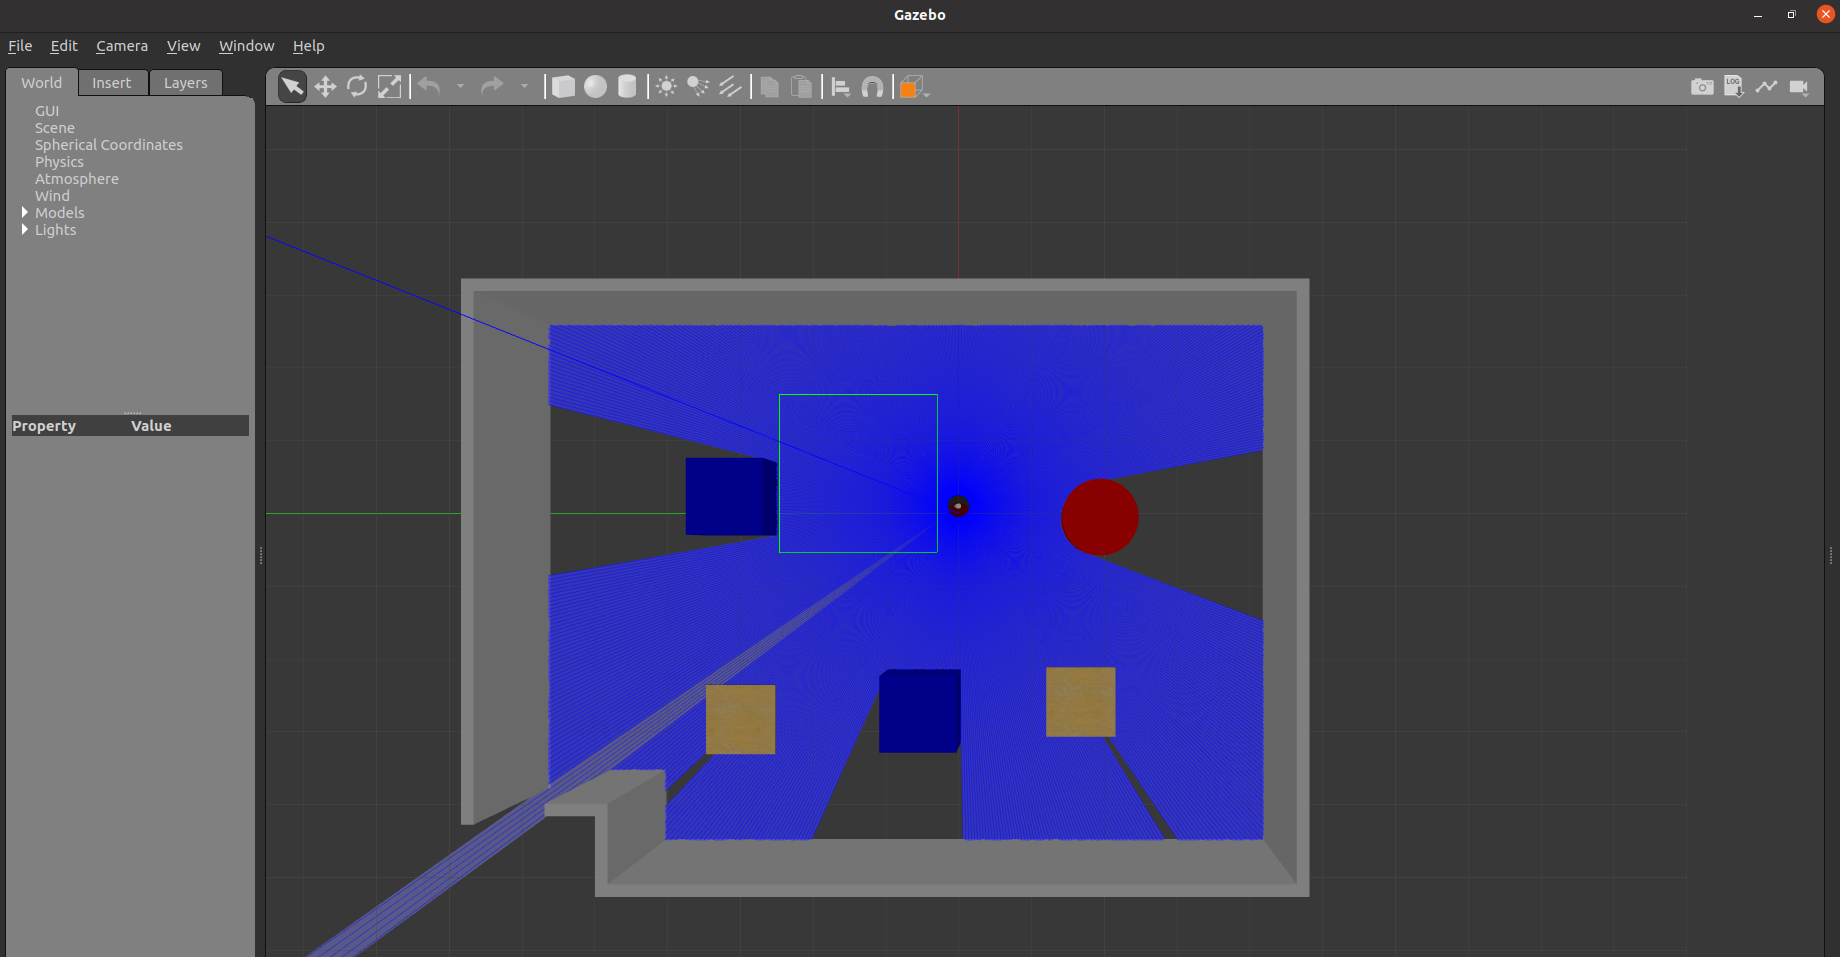 Gazebo
File Edit Camera View Window Help
World Insert Layers
LOG
GUI
Scene
Spherical Coordinates
Physics
Atmosphere
Wind
Models
Lights
Property Value